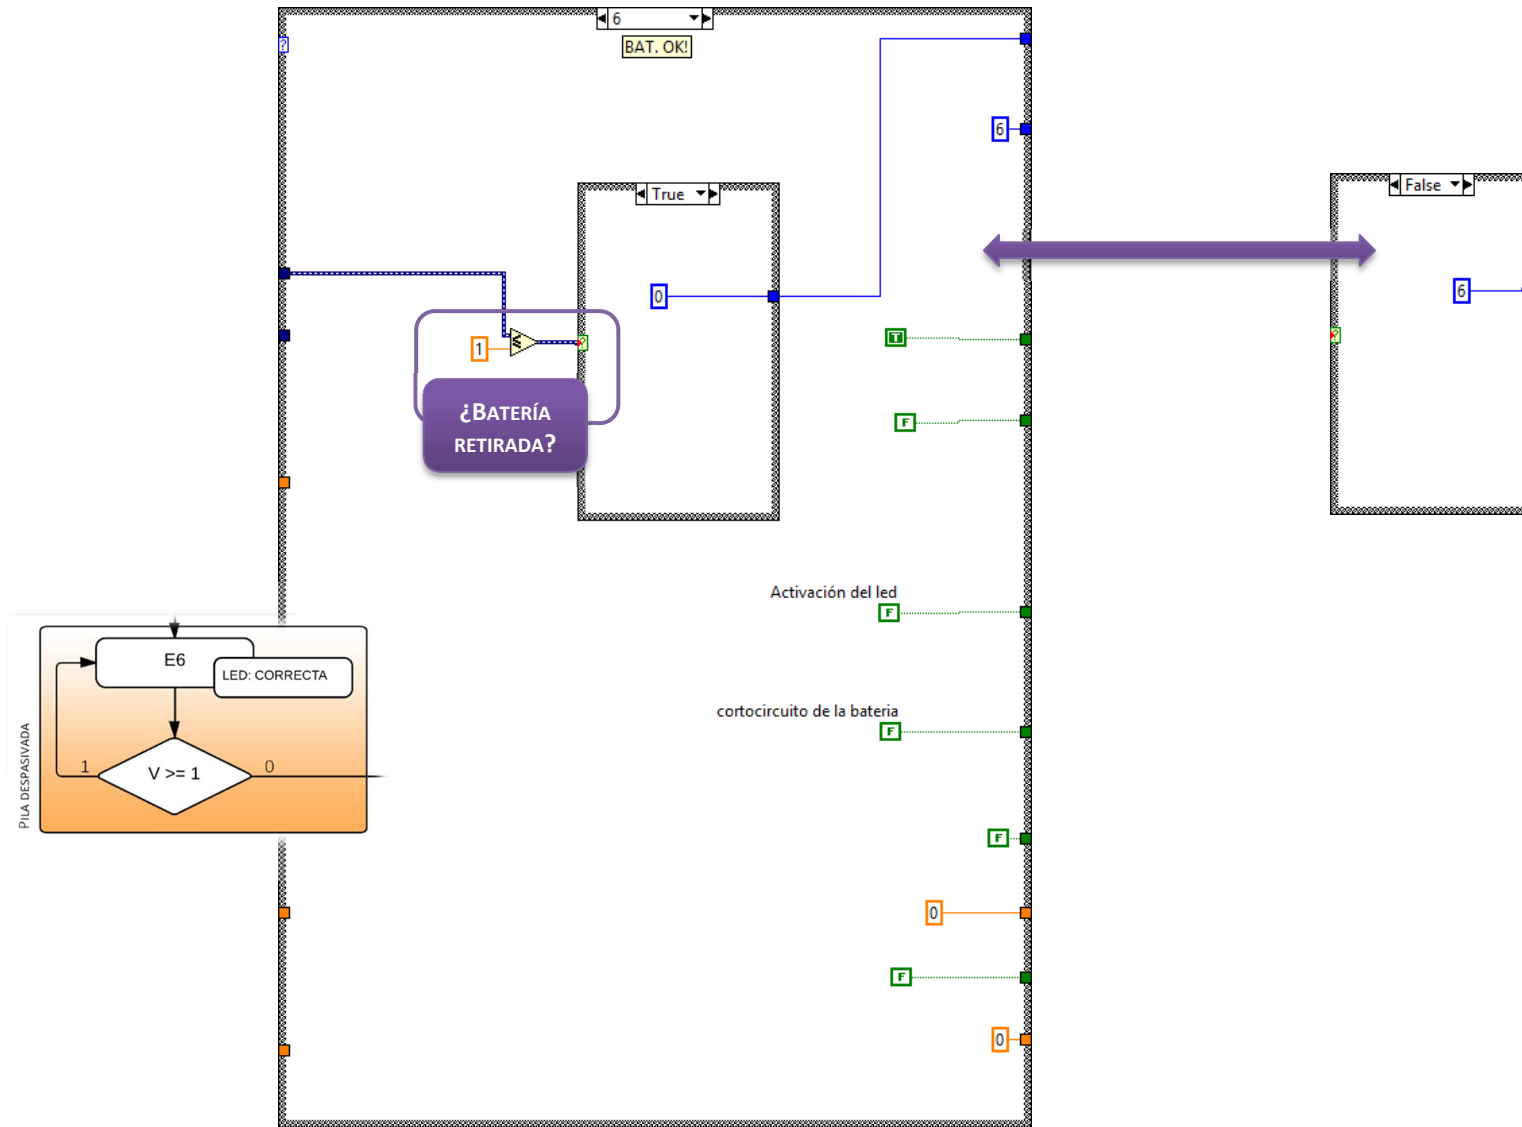 6
BAT. OK!
?
6
True
False
0
6
1
?
?
¿BATERÍA
RETIRADA?
T
F
Activación del led
F
E6
LED: CORRECTA
cortocircuito de la bateria
F
PILA DESPASIVADA
1
V >= 1
0
F
0
F
0